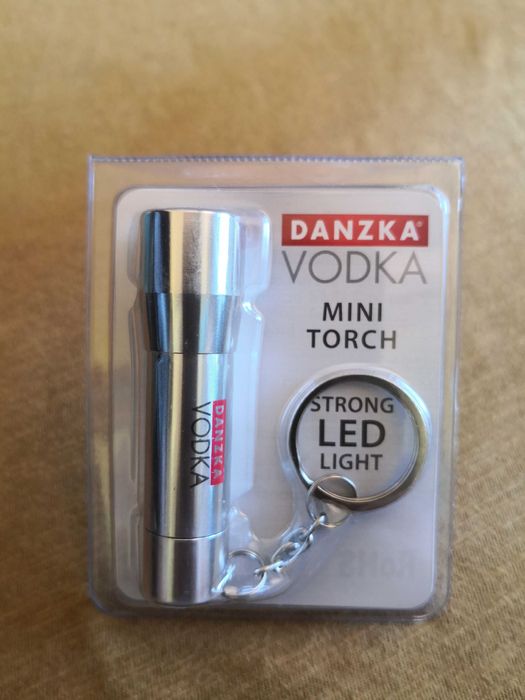 DANZKA®
VODKA
MINI
TORCH
STRONG
LED
LIGHT
DANZKA
VODKA